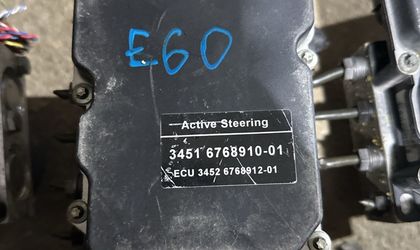 E60
Active Steering
3451 6768910-01
ECU 3452 6768912-01